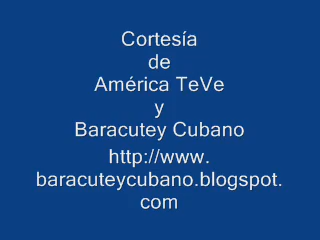 Cortesía
de
América TeVe
y
Baracutey Cubano
http://www.
baracuteycubano.blogspot.
com